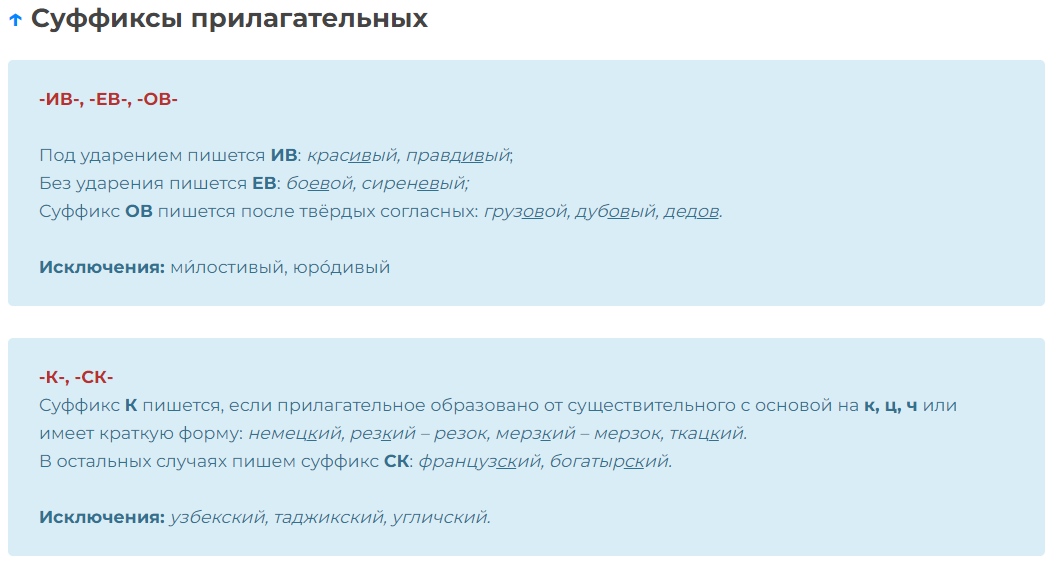 ↑ Суффиксы прилагательных
-ИВ-, -ЕВ-, -ОВ-
Под ударением пишется ИВ: красивый, правдивый;
Без ударения пишется ЕВ: боевой, сиреневый;
Суффикс ОВ пишется после твёрдых согласных: грузовой, дубовый, дедов.
Исключения: ми́лостивый, юро́дивый
-К-, -СК-
Суффикс К пишется, если прилагательное образовано от существительного с основой на к, ц, ч или
имеет краткую форму: немецкий, резкий – резок, мерзкий – мерзок, ткацкий.
В остальных случаях пишем суффикс СК: французский, богатырский.
Исключения: узбекский, таджикский, угличский.